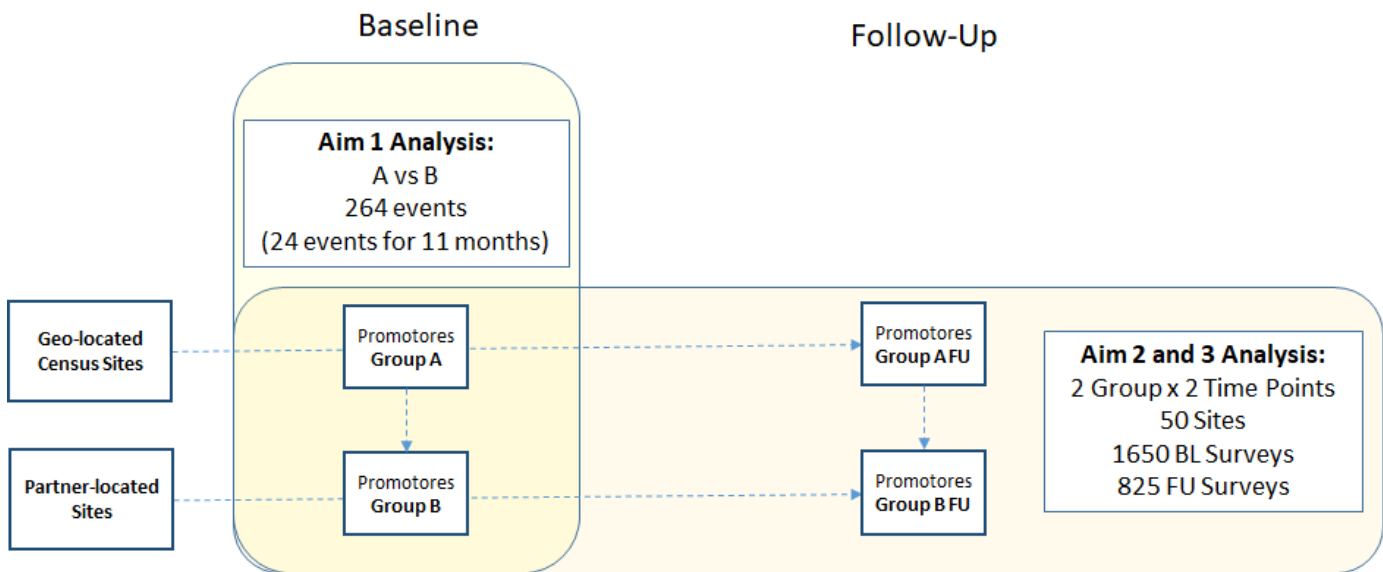 Baseline
Follow-Up
Aim 1 Analysis:
A vs B
264 events
(24 events for 11 months)
Geo-located
Census Sites
Promotores
Group A
Promotores
Group A FU
Aim 2 and 3 Analysis:
2 Group x 2 Time Points
50 Sites
1650 BL Surveys
825 FU Surveys
Partner-located
Sites
Promotores
Group B
Promotores
Group B FU